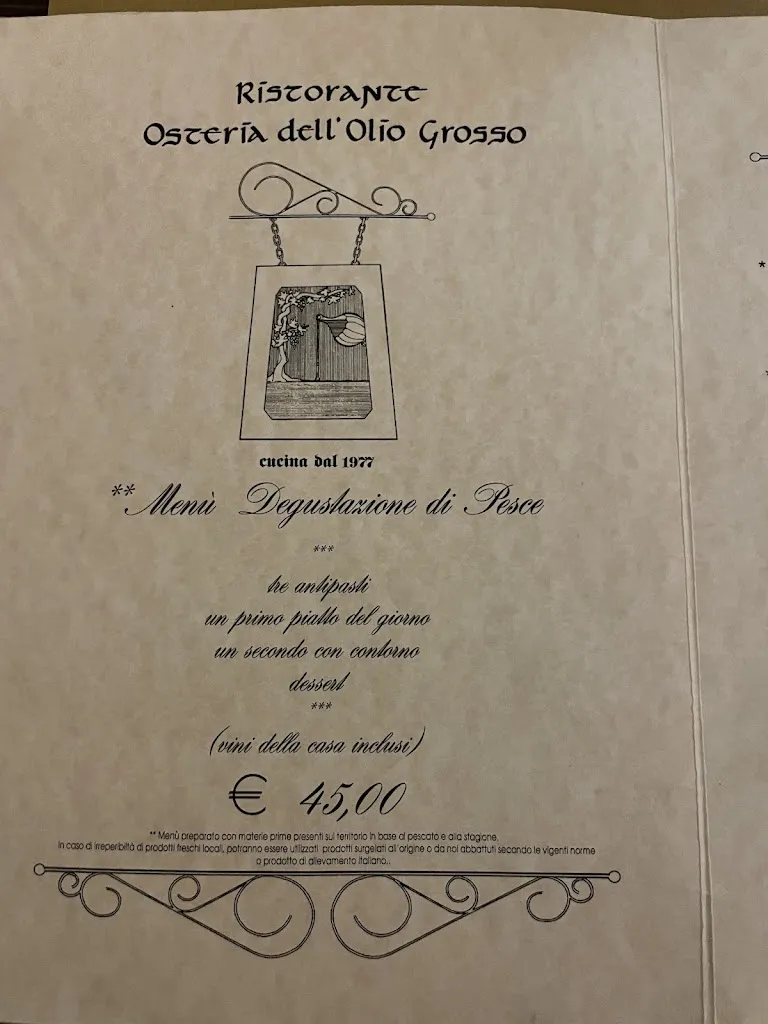 Ristorante
Osteria dell'Olio Grosso
cucina dal 1977
** Menù Degustazione di Pesce
***
tre antipasti
un primo piatto del giorno
un secondo con contorno
dessert
***
(vini della casa inclusi)
€ 45,00
** Menù preparato con materie prime presenti sul territorio in base al pescato e alla stagione.
In caso di irreperibiltà di prodotti freschi locali, potranno essere utilizzati prodotti surgelati all'origine o da noi abbattuti secondo le vigenti norme
o prodotto di allevamento italiano..
*
*